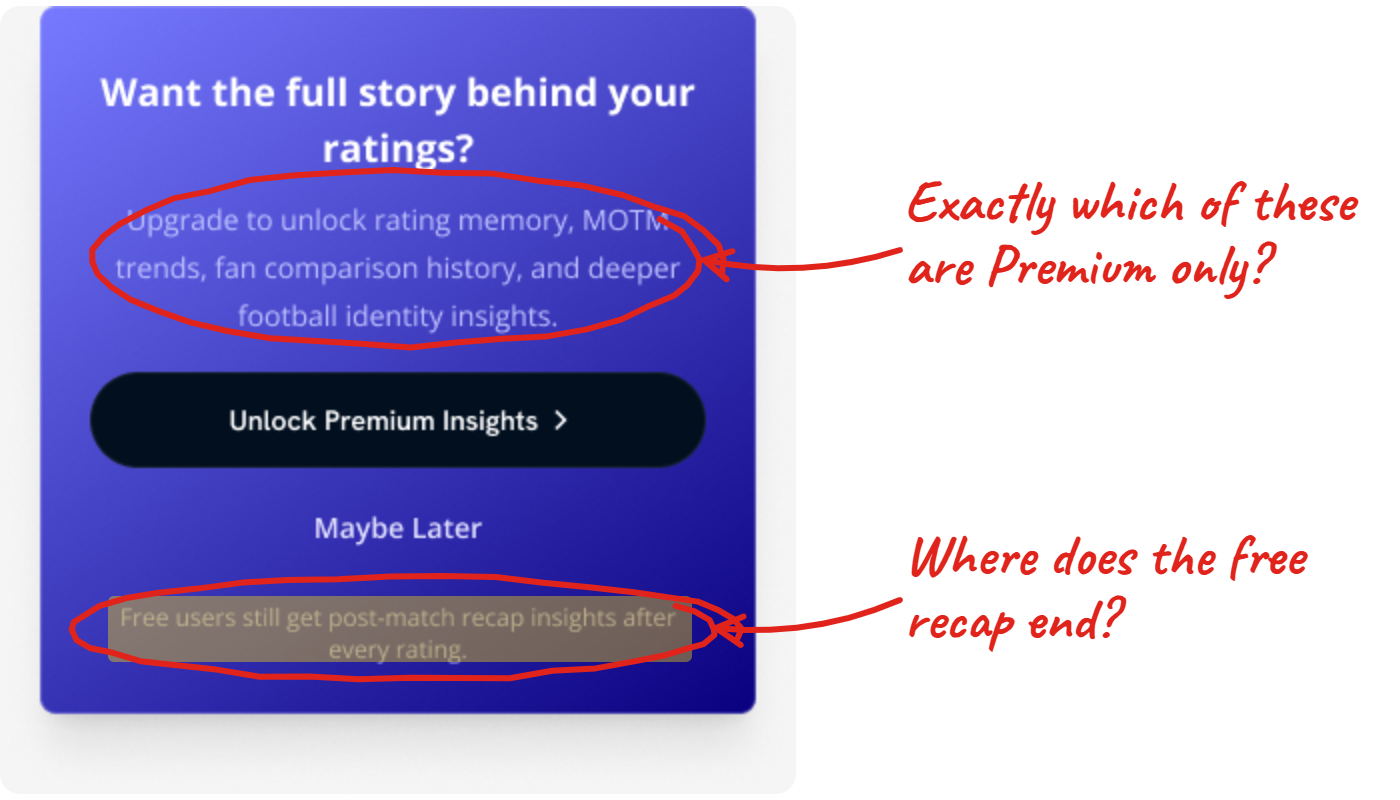 Want the full story behind your
ratings?
Upgrade to unlock rating memory, MOTM
trends, fan comparison history, and deeper
football identity insights.
Exactly which of these
are Premium only?
Unlock Premium Insights >
Maybe Later
Free users still get post-match recap insights after
every rating.
Where does the free
recap end?